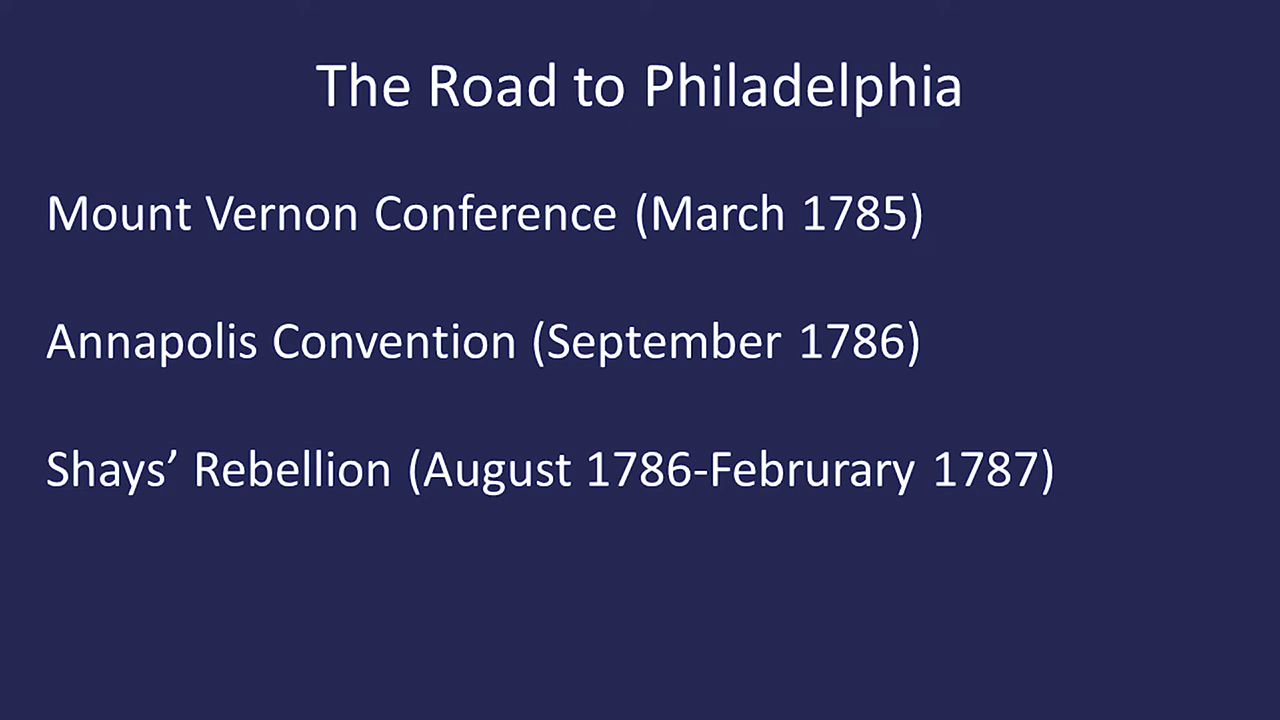 The Road to Philadelphia
Mount Vernon Conference (March 1785)
Annapolis Convention (September 1786)
Shays’ Rebellion (August 1786-Februrary 1787)